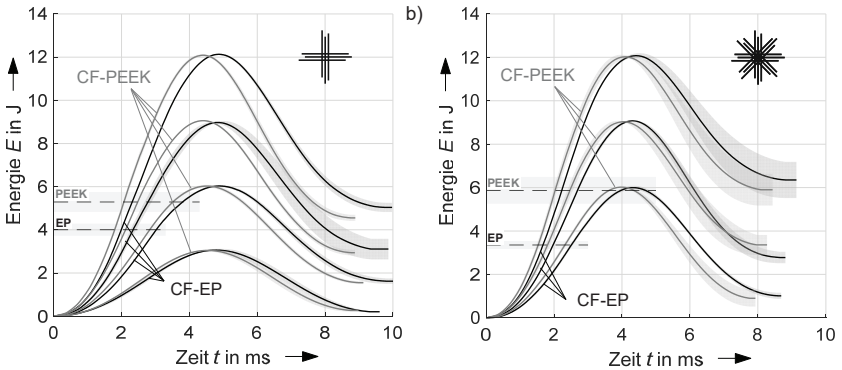 b)
14
12
10
8
6
4
2
0
Energie E in J
CF-PEEK
PEEK
EP
CF-EP
0 2 4 6 8 10
Zeit t in ms
14
12
10
8
6
4
2
0
Energie E in J
CF-PEEK
PEEK
EP
CF-EP
0 2 4 6 8 10
Zeit t in ms